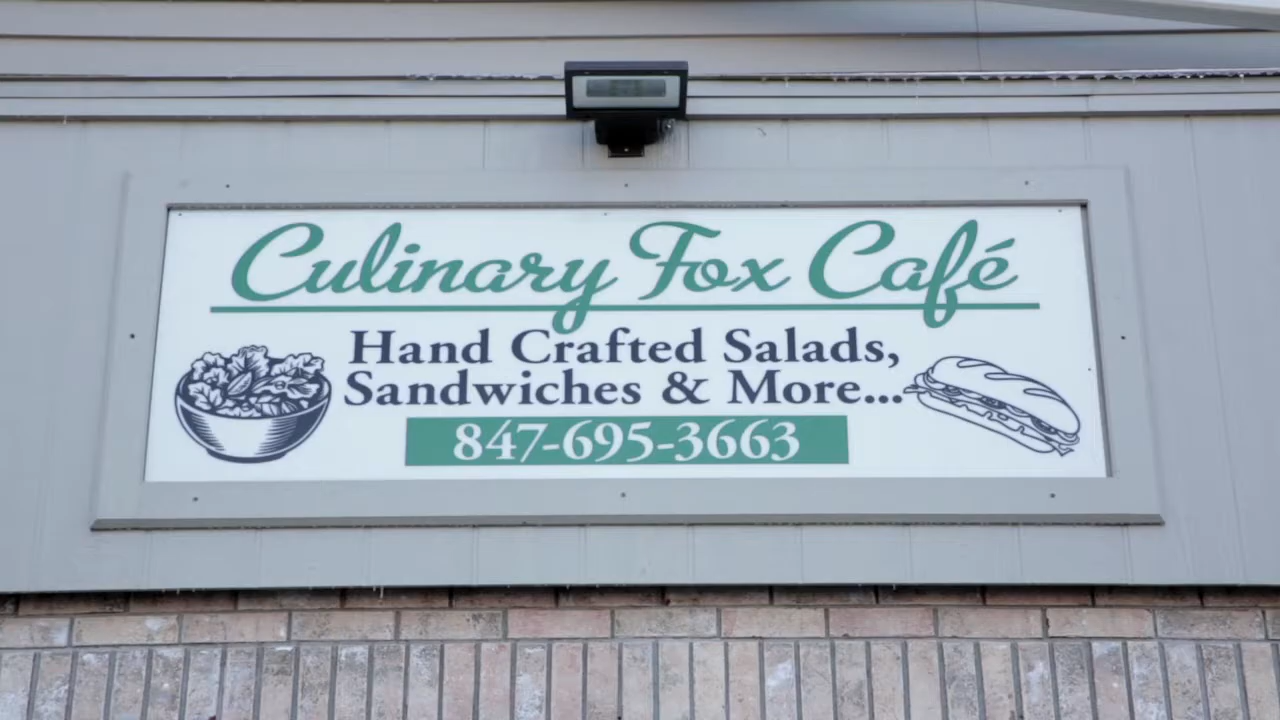 Culinary Fox Café
Hand Crafted Salads,
Sandwiches & More...
847-695-3663